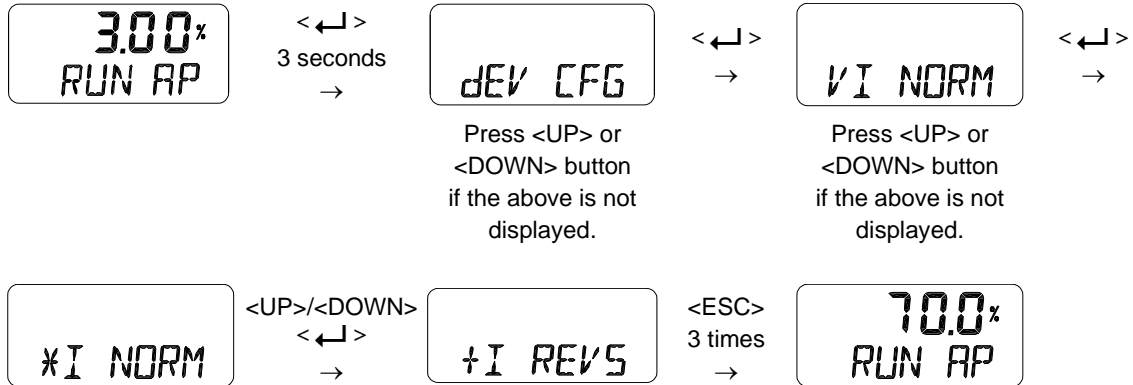 3.00%
RUN AP
< ↵ >
3 seconds
→
dEV CFG
Press <UP> or
<DOWN> button
if the above is not
displayed.
< ↵ >
→
VI NORM
Press <UP> or
<DOWN> button
if the above is not
displayed.
< ↵ >
→
*I NORM
<UP>/<DOWN>
< ↵ >
→
+I REVS
<ESC>
3 times
→
70.0%
RUN AP